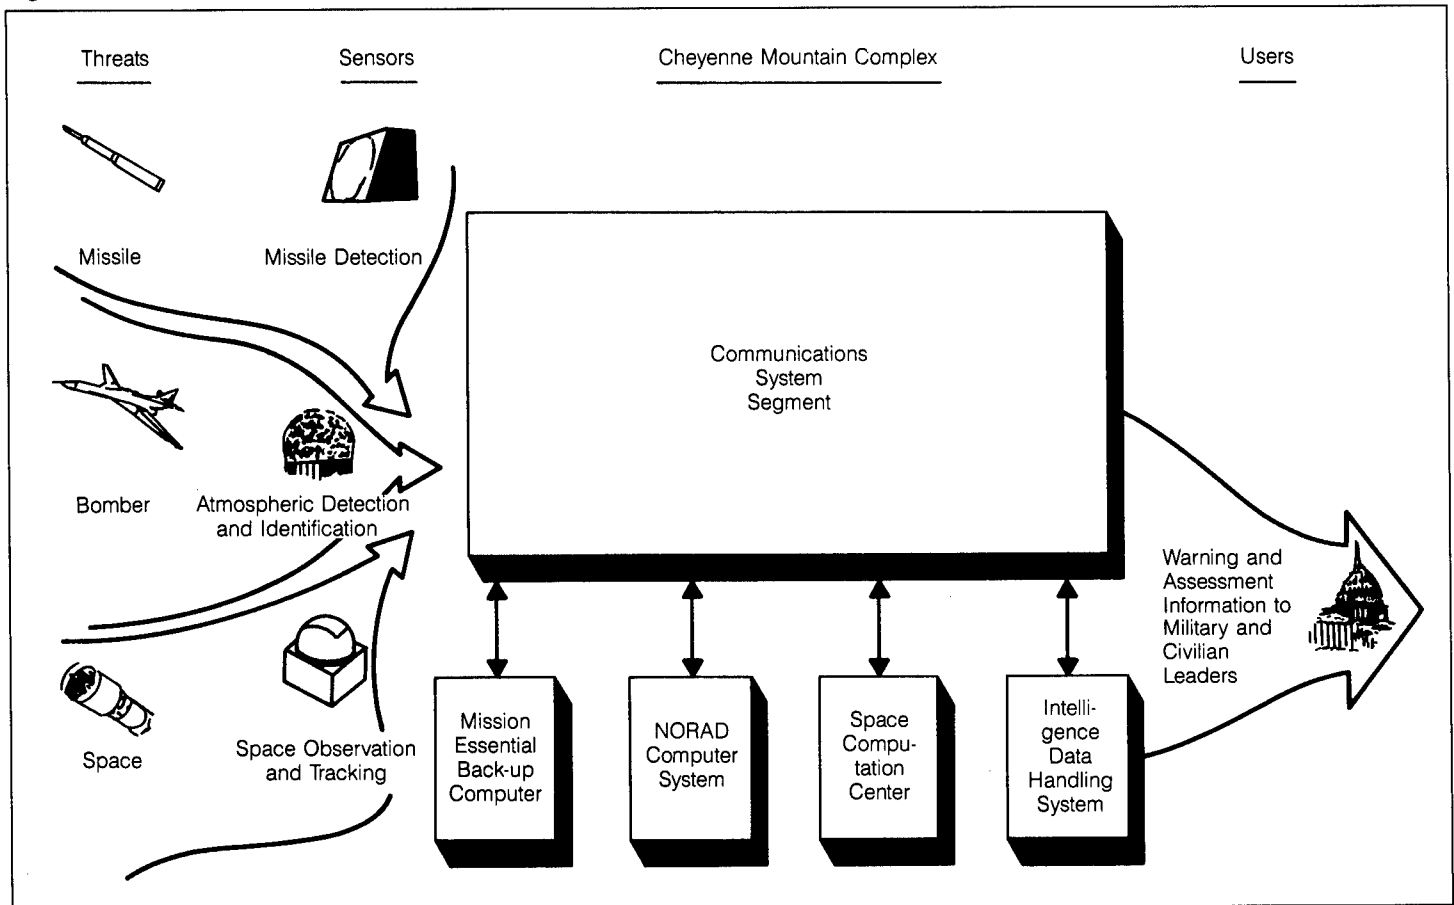 Threats
Sensors
Cheyenne Mountain Complex
Users
Missile
Missile Detection
Bomber
Atmospheric Detection
and Identification
Space
Space Observation
and Tracking
Communications
System
Segment
Mission
Essential
Back-up
Computer
NORAD
Computer
System
Space
Compu-
tation
Center
Intelli-
gence
Data
Handling
System
Warning and
Assessment
Information to
Military and
Civilian
Leaders